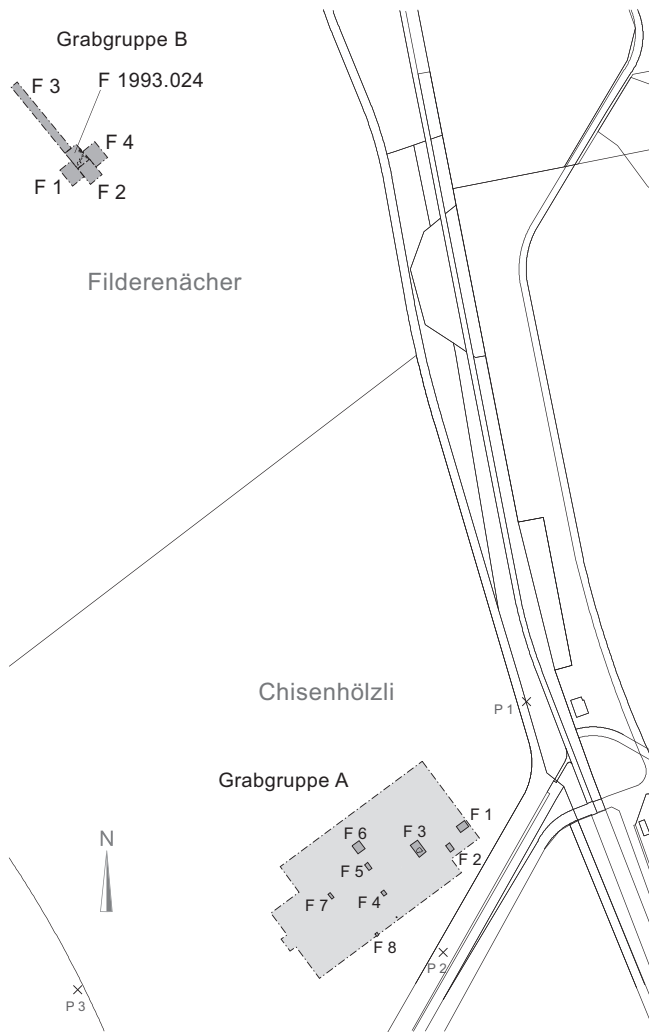 Grabgruppe B
F 3
F 1993.024
F 4
F 1
F 2
Filderenächer
Chisenhölzli
P 1
Grabgruppe A
F 1
F 6
F 3
F 2
F 5
N
F 7
F 4
F 8
P 2
P 3